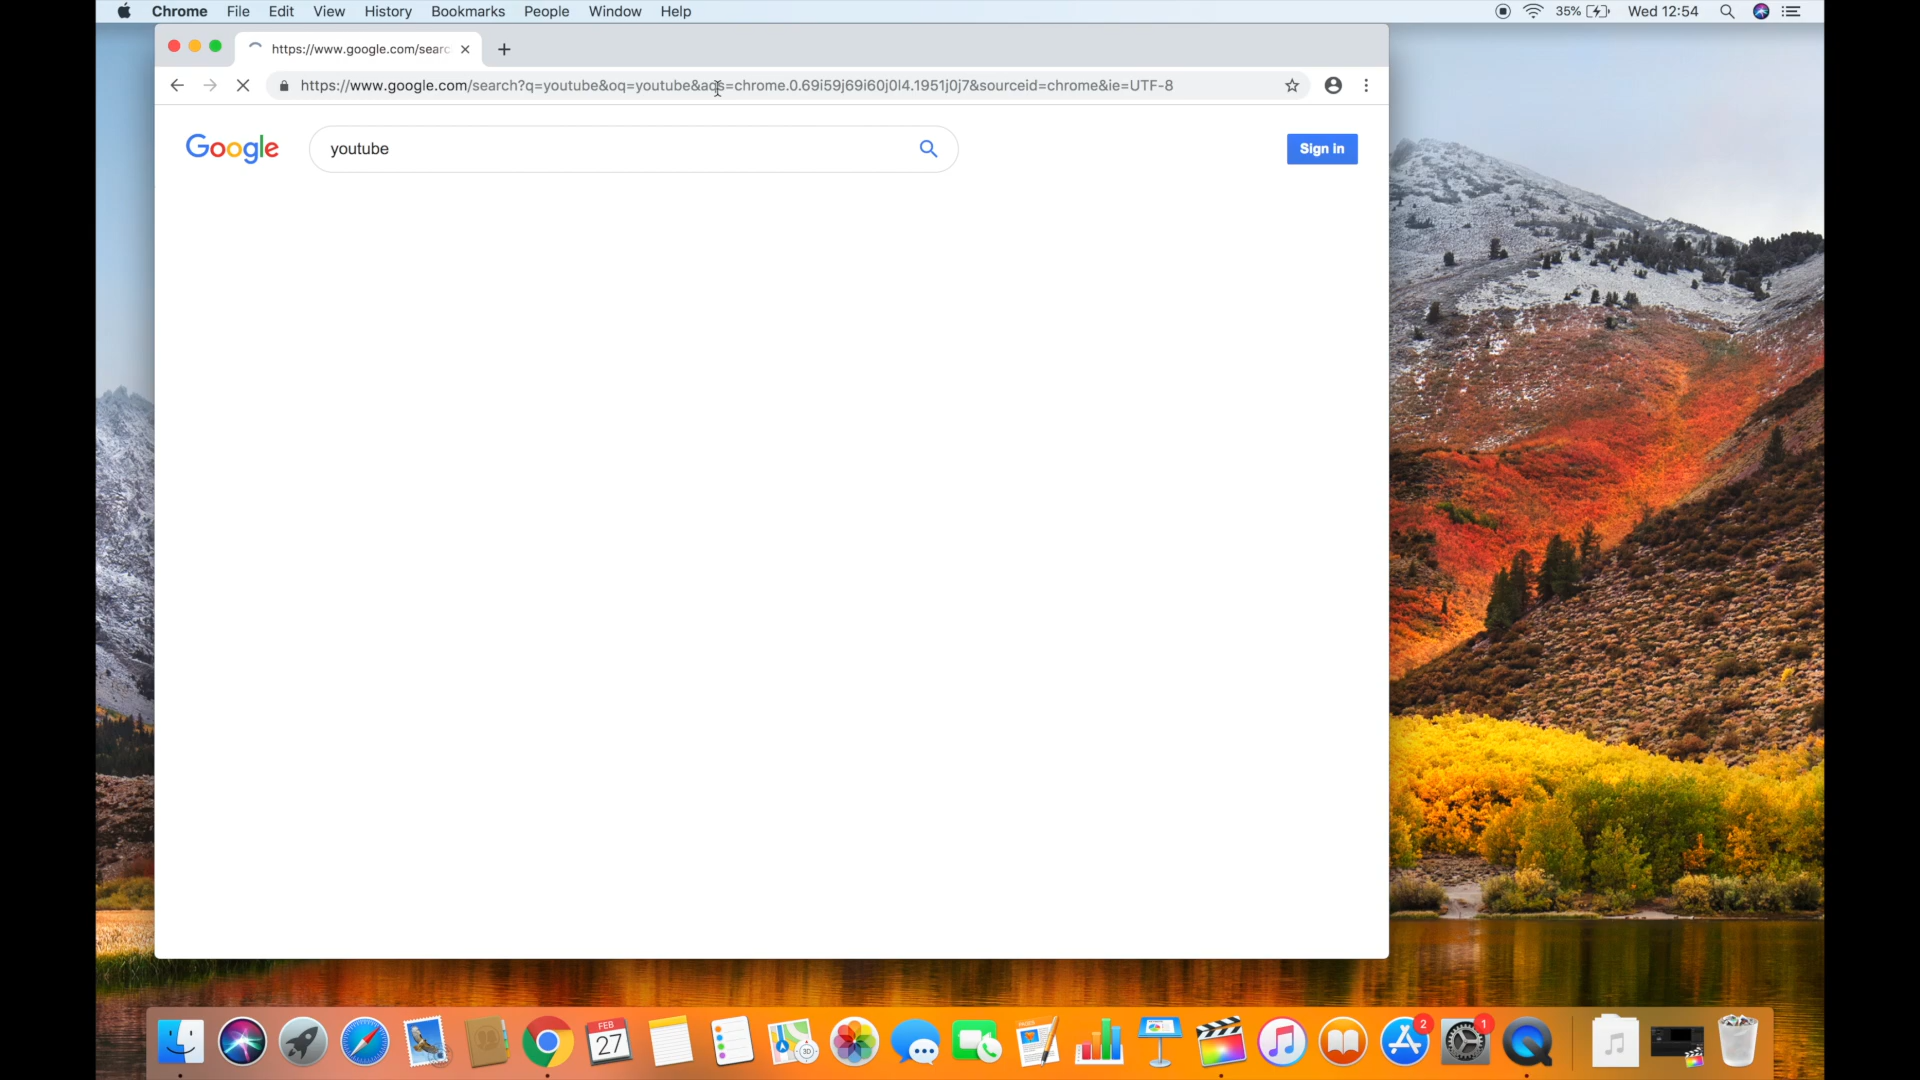 Chrome File Edit View History Bookmarks People Window Help 35% Wed 12:54
https://www.google.com/searc
https://www.google.com/search?q=youtube&oq=youtube&aqs=chrome.0.69i59j69i60j0l4.1951j0j7&sourceid=chrome&ie=UTF-8
Google youtube Sign in
FEB
27
3D
PAGES
2
1